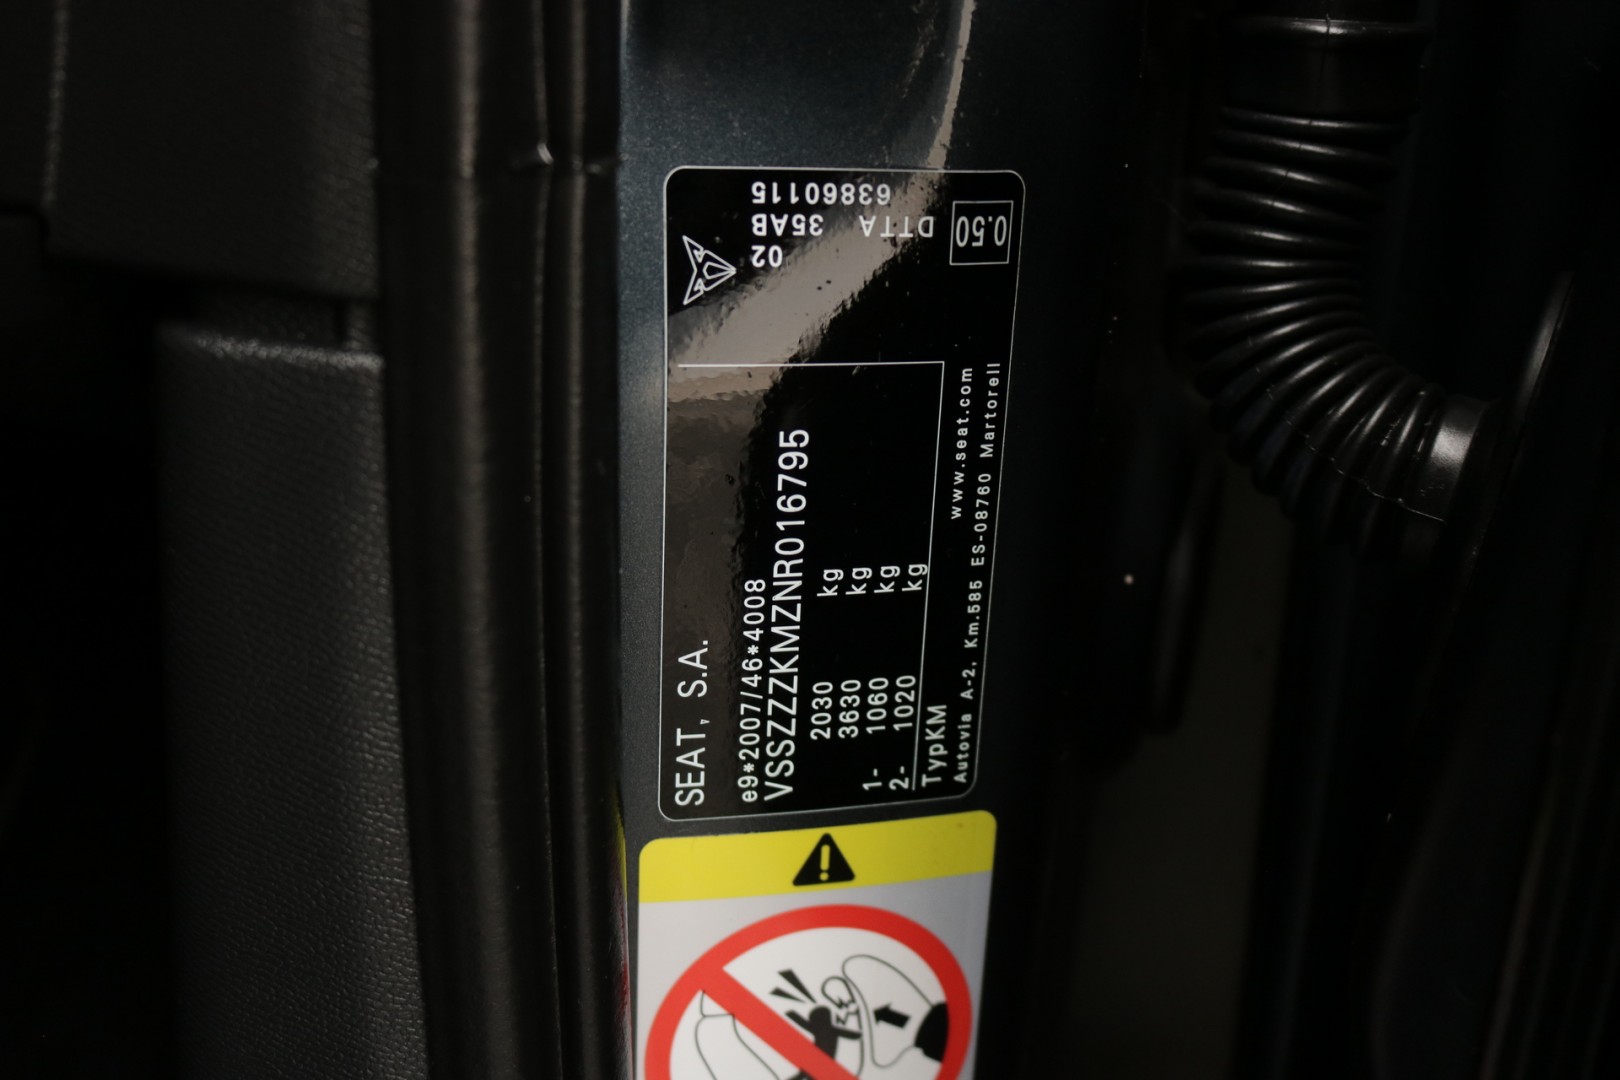 SEAT, S.A.
e9*2007/46*4008
VSSZZZKMZNR016795
2030 kg
3630 kg
1- 1060 kg
2- 1020 kg
TypKM
www.seat.com
Autovia A-2, Km.585 ES-08760 Martorell
02
35AB DTTA
63860115
0.50